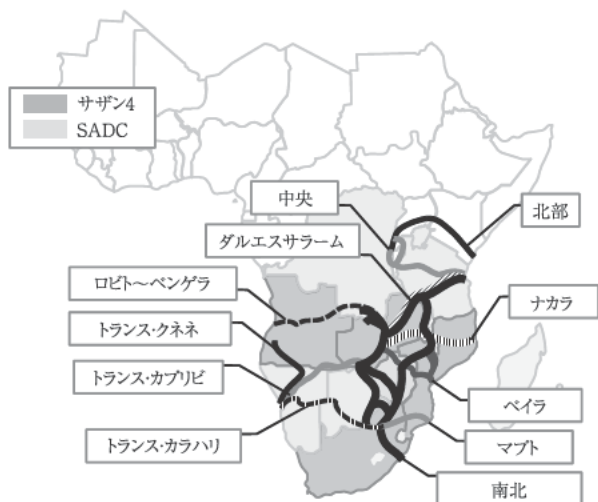 サザン4
SADC
中央
北部
ダルエスサラーム
ロビト～ベンゲラ
ナカラ
トランス・クネネ
トランス・カプリビ
ベイラ
トランス・カラハリ
マプト
南北